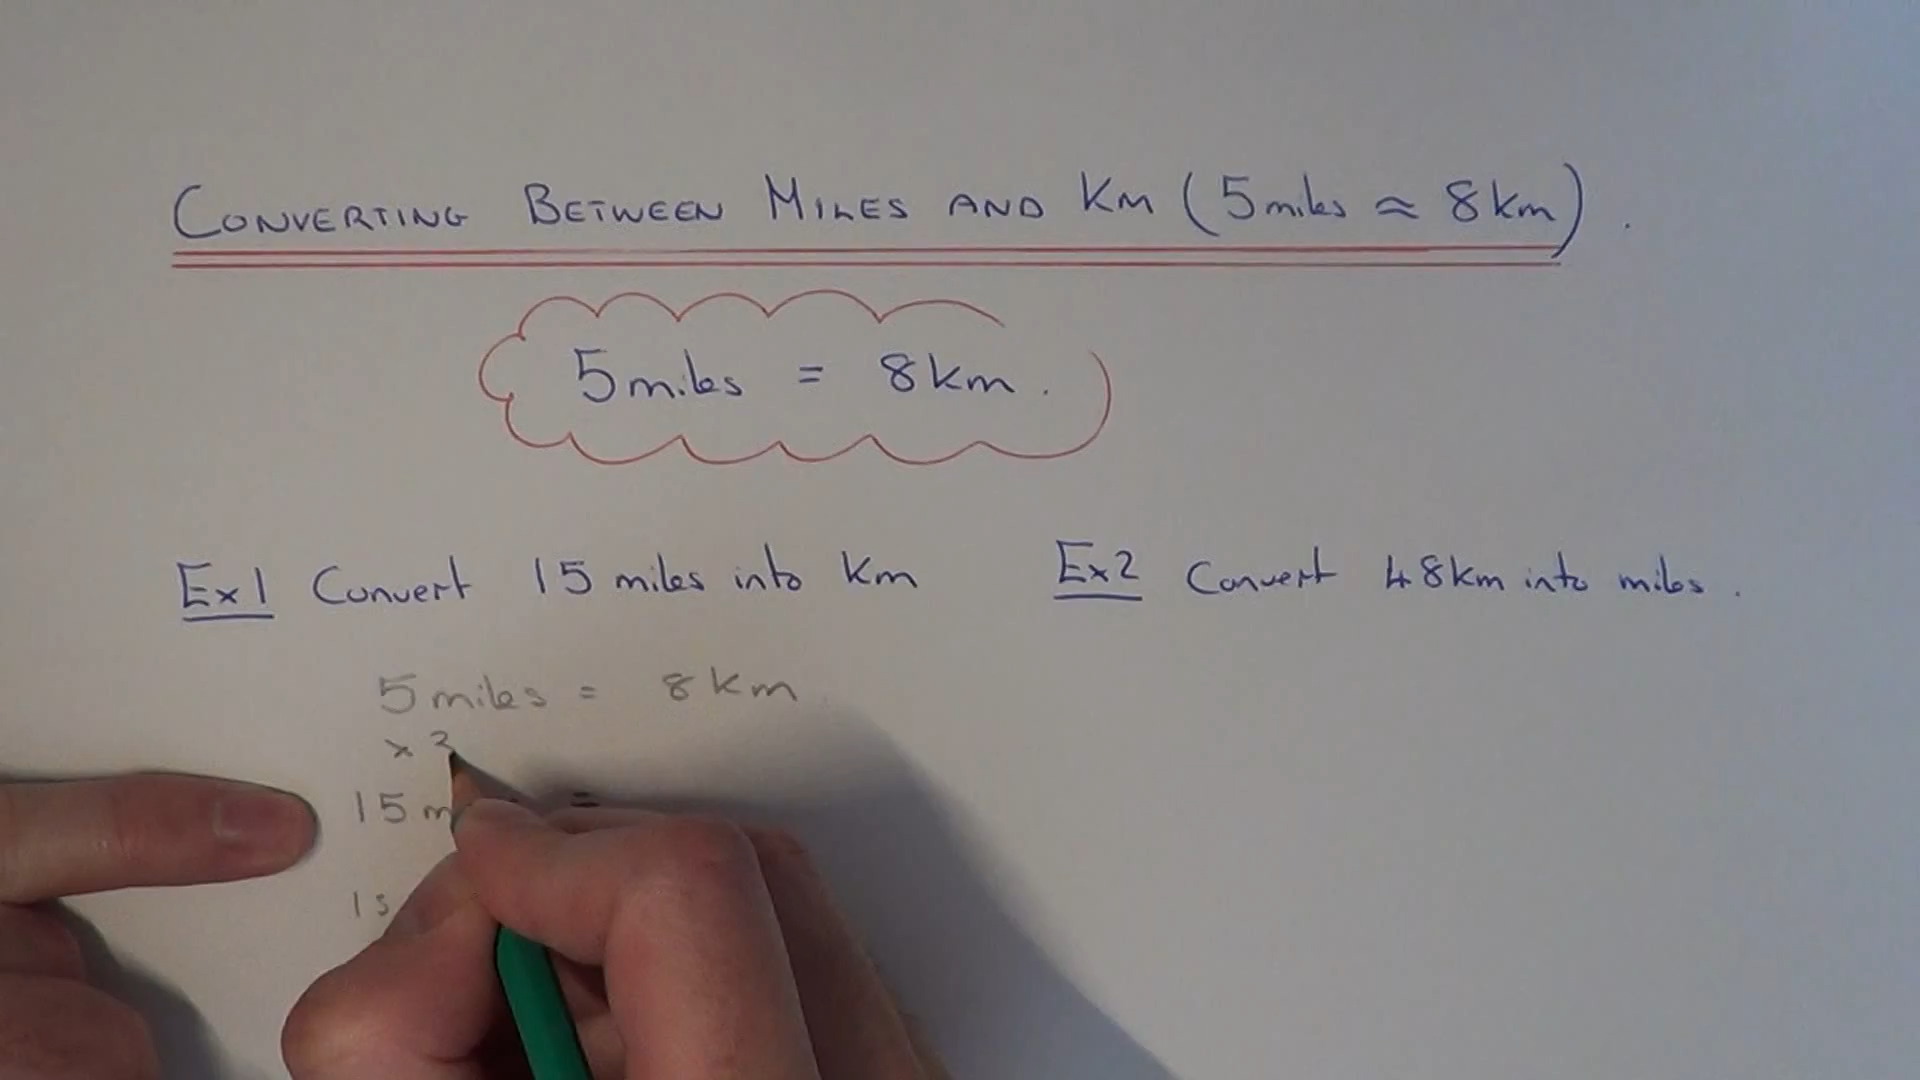 CONVERTING BETWEEN MILES AND KM (5 miles ≈ 8 km).
5 miles = 8 km.
Ex1 Convert 15 miles into km
Ex2 Convert 48km into miles.
5 miles = 8 km
× 3
15 =